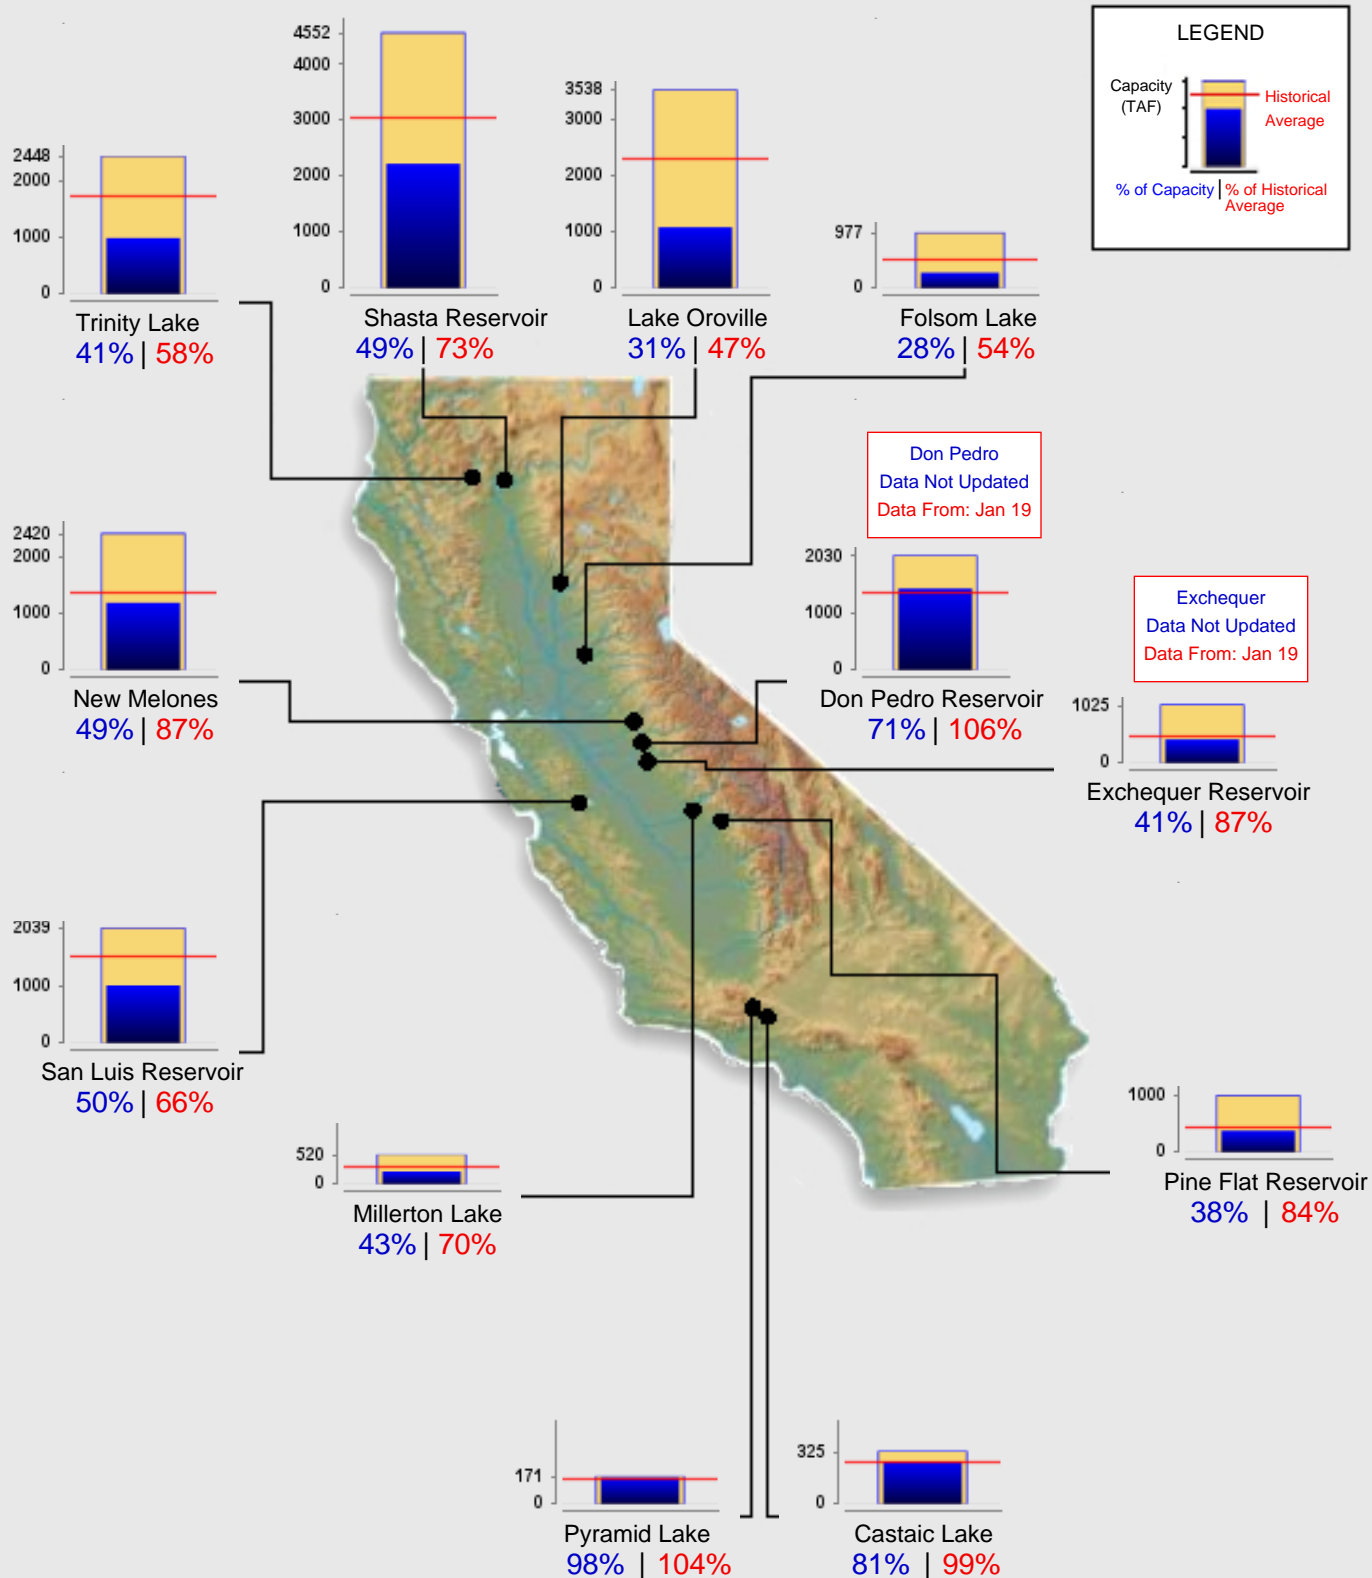 LEGEND
Capacity
(TAF)
Historical
Average
% of Capacity | % of Historical
Average
4552
4000
3000
2000
1000
0
Shasta Reservoir
49% | 73%
3538
3000
2000
1000
0
Lake Oroville
31% | 47%
2448
2000
1000
0
Trinity Lake
41% | 58%
977
0
Folsom Lake
28% | 54%
Don Pedro
Data Not Updated
Data From: Jan 19
2030
1000
0
Don Pedro Reservoir
71% | 106%
2420
2000
1000
0
New Melones
49% | 87%
Exchequer
Data Not Updated
Data From: Jan 19
1025
0
Exchequer Reservoir
41% | 87%
2039
1000
0
San Luis Reservoir
50% | 66%
520
0
Millerton Lake
43% | 70%
1000
0
Pine Flat Reservoir
38% | 84%
171
0
Pyramid Lake
98% | 104%
325
0
Castaic Lake
81% | 99%